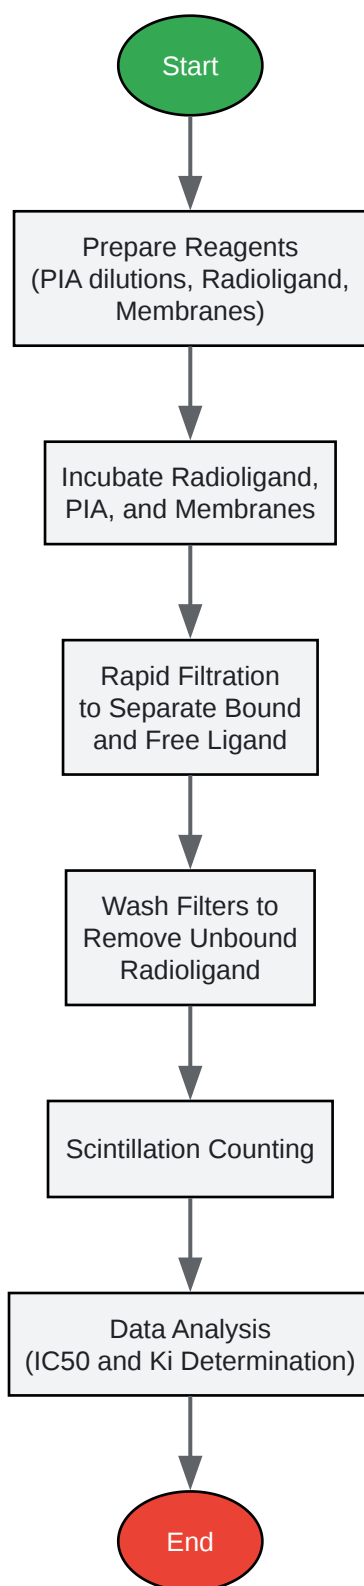 Start
Prepare Reagents
(PIA dilutions, Radioligand,
Membranes)
Incubate Radioligand,
PIA, and Membranes
Rapid Filtration
to Separate Bound
and Free Ligand
Wash Filters to
Remove Unbound
Radioligand
Scintillation Counting
Data Analysis
(IC50 and Ki Determination)
End